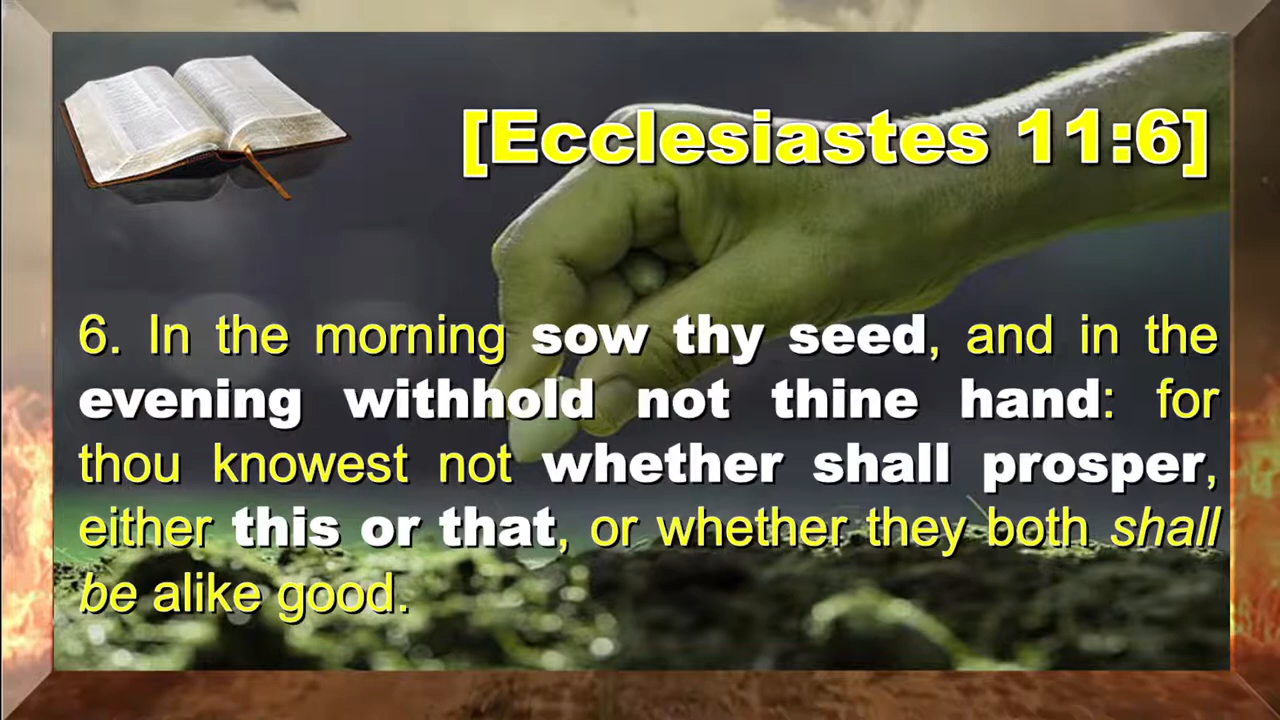 [Ecclesiastes 11:6]
6. In the morning sow thy seed, and in the
evening withhold not thine hand: for
thou knowest not whether shall prosper,
either this or that, or whether they both shall
be alike good.